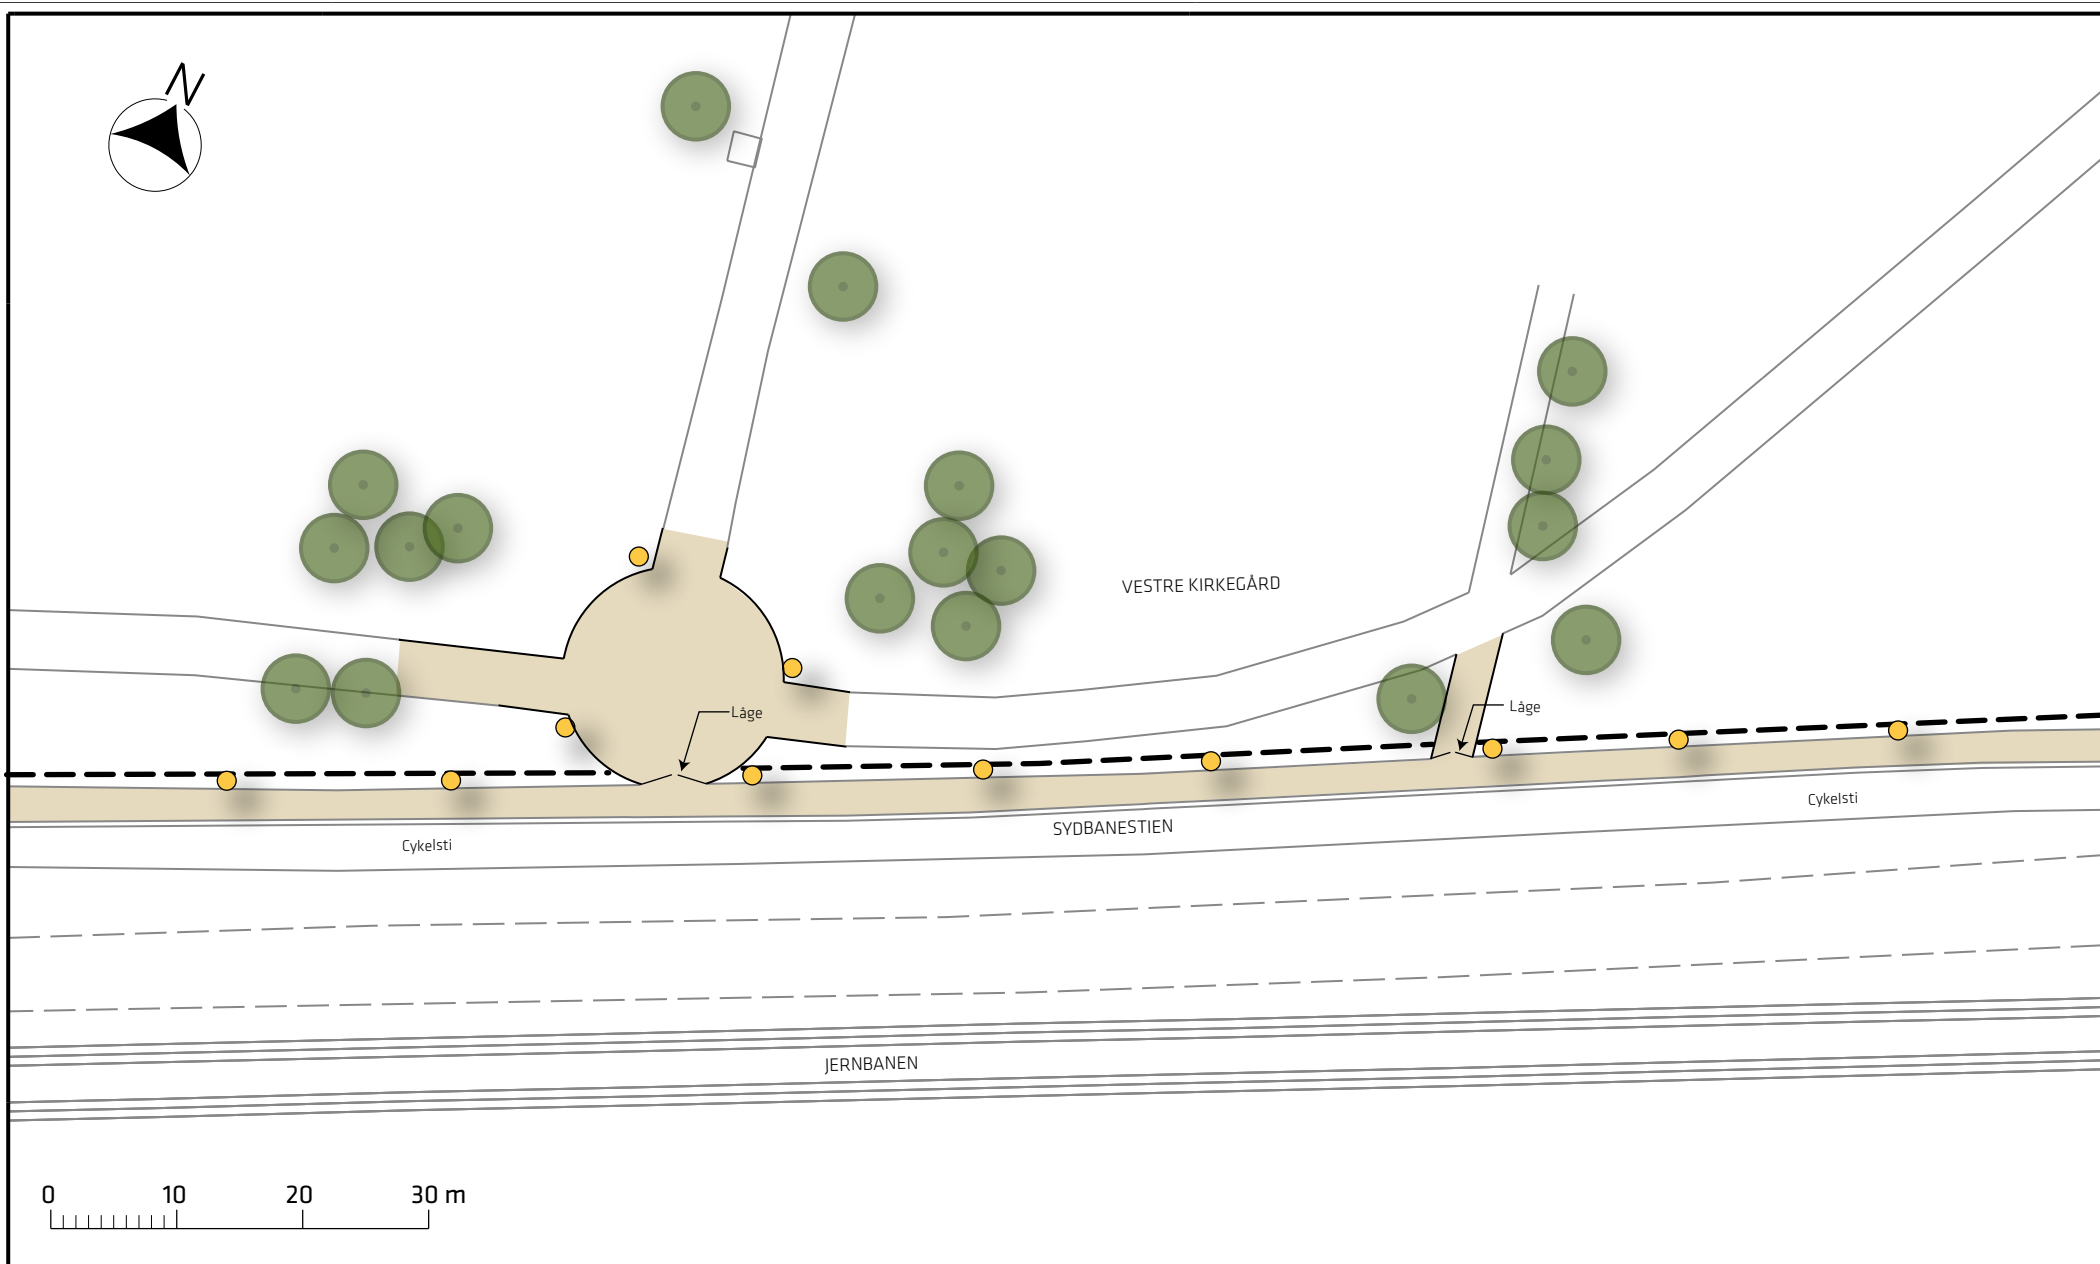 N
VESTRE KIRKEGÅRD
Låge
Låge
Cykelsti
SYDBANESTIEN
Cykelsti
JERNBANEN
0 10 20 30 m